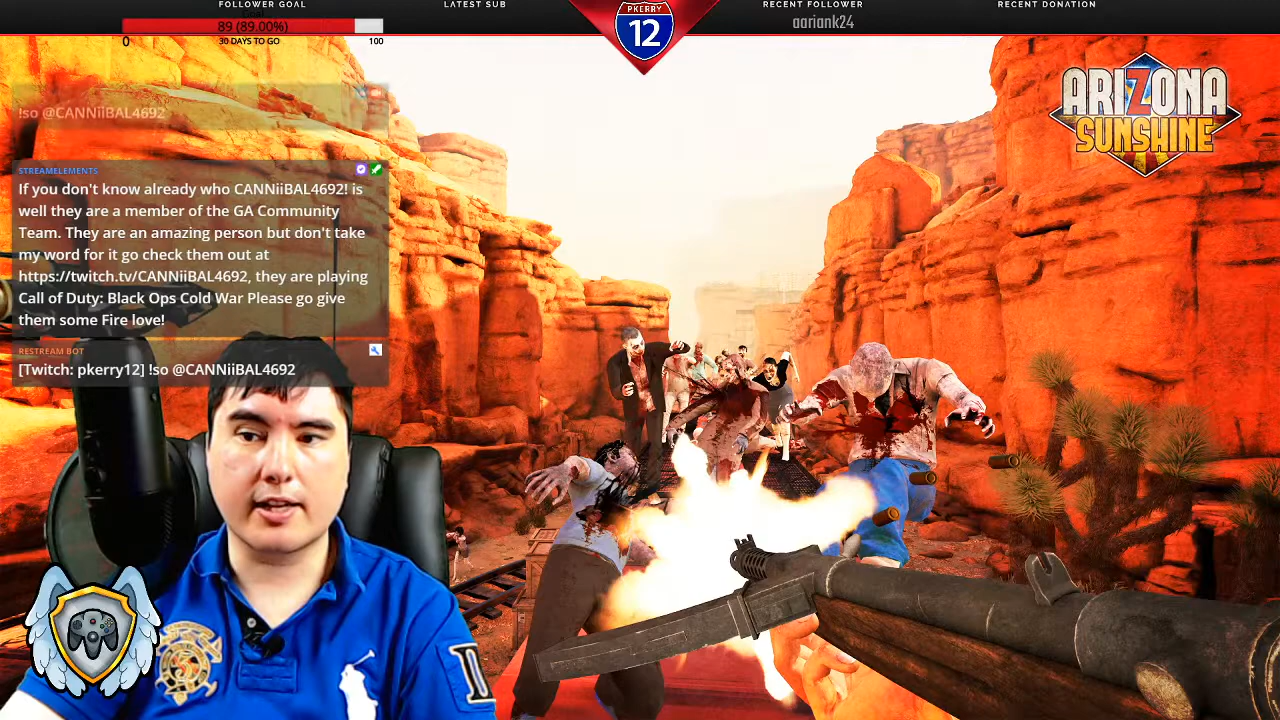 FOLLOWER GOAL
LATEST SUB
PKERRY
RECENT FOLLOWER
RECENT DONATION
89 (89.00%)
12
aariank24
0
30 DAYS TO GO
100
ARIZONA
SUNSHINE
!so @CANNiiBAL4692
STREAMELEMENTS
If you don't know already who CANNiiBAL4692! is
well they are a member of the GA Community
Team. They are an amazing person but don't take
my word for it go check them out at
https://twitch.tv/CANNiiBAL4692, they are playing
Call of Duty: Black Ops Cold War Please go give
them some Fire love!
RESTREAM BOT
[Twitch: pkerry12] !so @CANNiiBAL4692